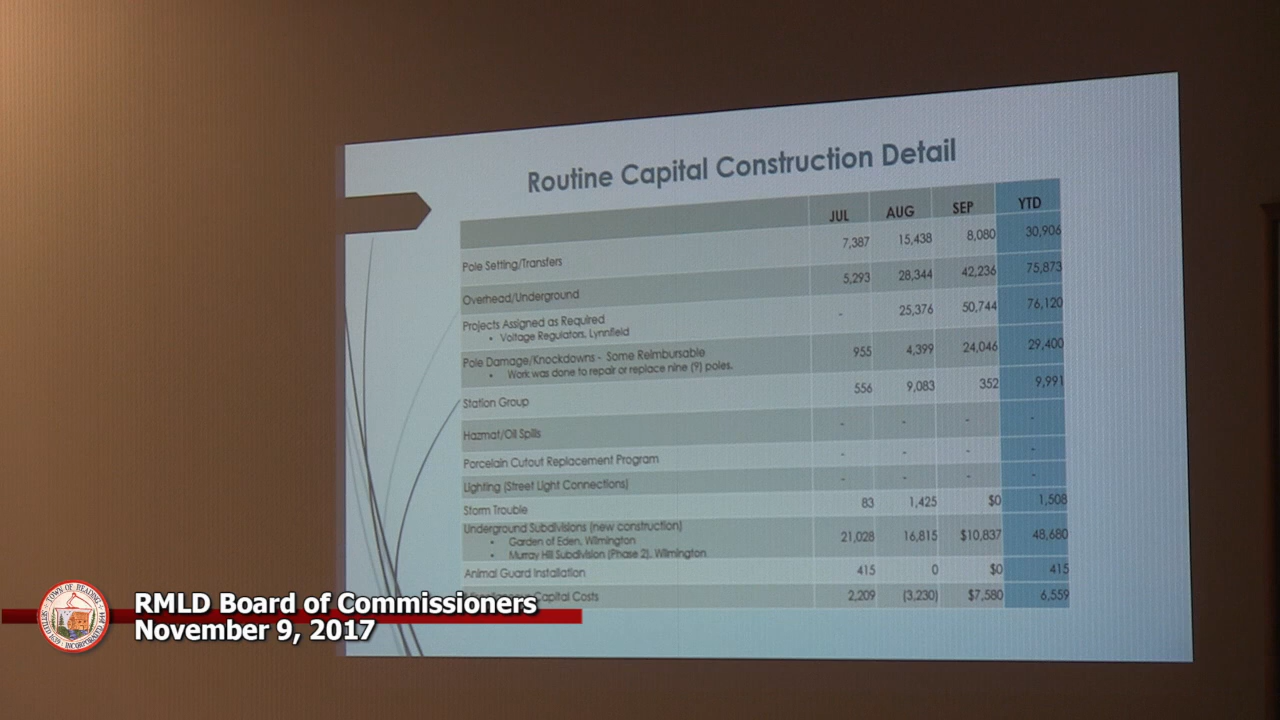 Routine Capital Construction Detail
JUL AUG SEP YTD
Pole Setting/Transfers 7,387 15,438 8,080 30,906
Overhead/Underground 5,293 28,344 42,236 75,873
Projects Assigned as Required - 25,376 50,744 76,120
• Voltage Regulators, Lynnfield
Pole Damage/Knockdowns - Some Reimbursable 955 4,399 24,046 29,400
• Work was done to repair or replace nine (9) poles.
Station Group 556 9,083 352 9,991
Hazmat/Oil Spills - - - -
Porcelain Cutout Replacement Program - - - -
Lighting (Street Light Connections) - - - -
Storm Trouble 83 1,425 $0 1,508
Underground Subdivisions (new construction) 21,028 16,815 $10,837 48,680
• Garden of Eden, Wilmington
• Murray Hill Subdivision (Phase 2), Wilmington
Animal Guard Installation 415 0 $0 415
Capital Costs 2,209 (3,230) $7,580 6,559
TOWN OF READING
INCORPORATED
RMLD Board of Commissioners
November 9, 2017